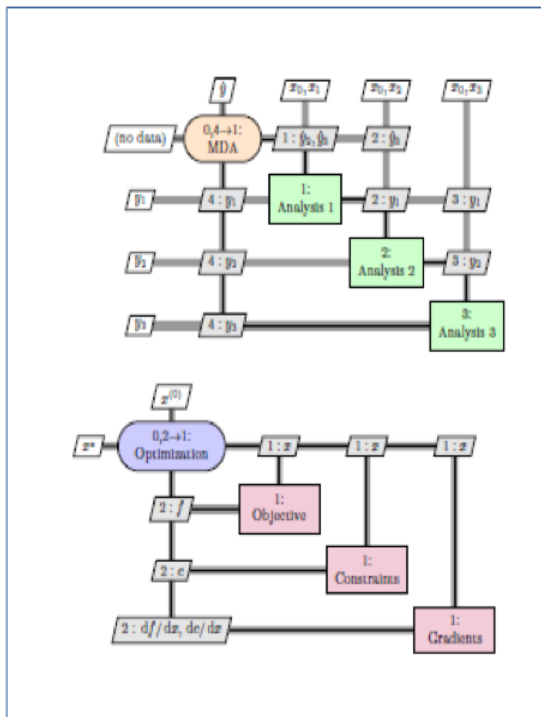 ŷ
x₀, x₁
x₀, x₂
x₀, x₃
(no data)
0,4→1:
MDA
1 : ŷ₂, ŷ₃
2 : ŷ₃
y₁
4 : y₁
1:
Analysis 1
2 : y₁
3 : y₁
y₂
4 : y₂
2:
Analysis 2
3 : y₂
y₃
4 : y₃
3:
Analysis 3
x⁽⁰⁾
x*
0,2→1:
Optimization
1 : x
1 : x
1 : x
2 : f
1:
Objective
2 : c
1:
Constraints
2 : df/dx, dc/dx
1:
Gradients